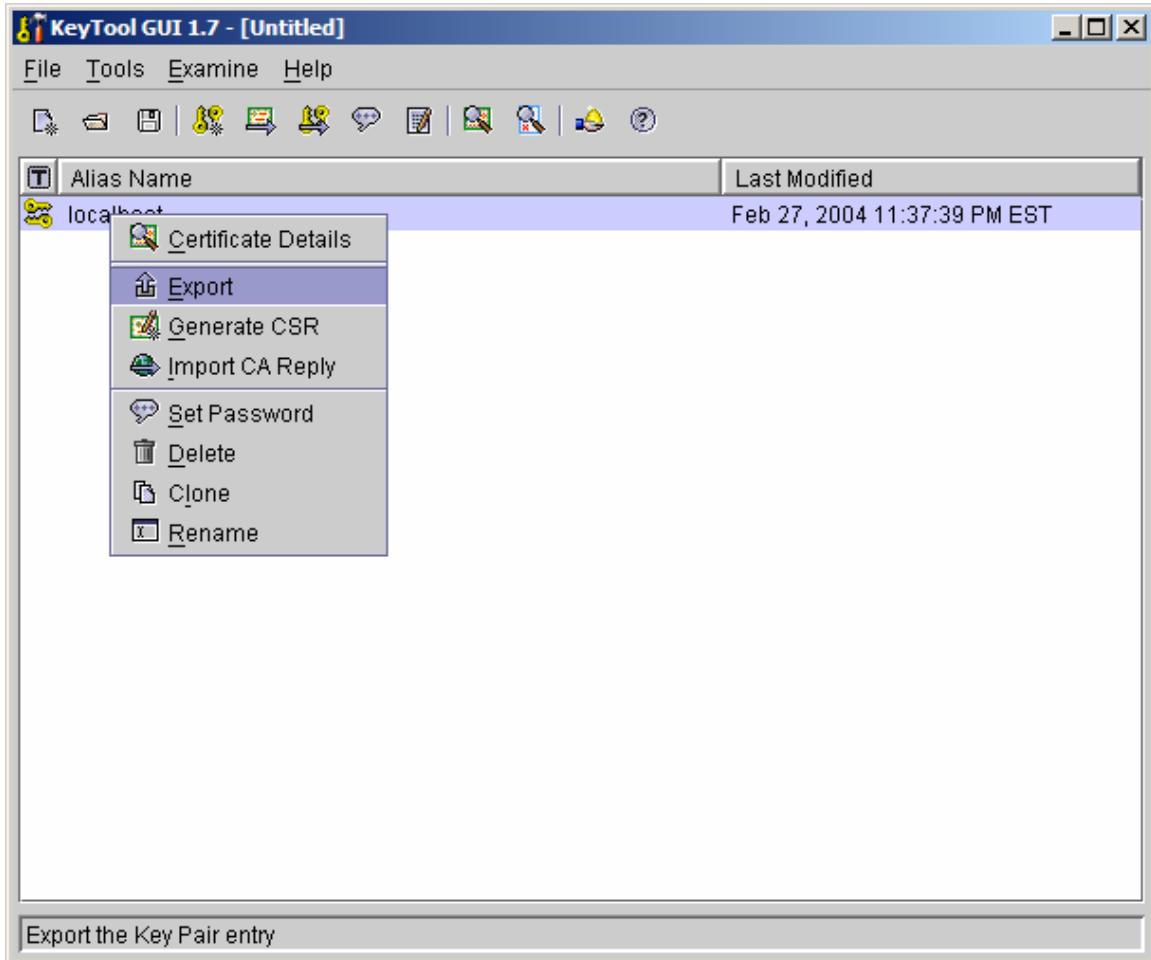 KeyTool GUI 1.7 - [Untitled]
File Tools Examine Help
T Alias Name Last Modified
localhost Feb 27, 2004 11:37:39 PM EST
Certificate Details
Export
Generate CSR
Import CA Reply
Set Password
Delete
Clone
Rename
Export the Key Pair entry